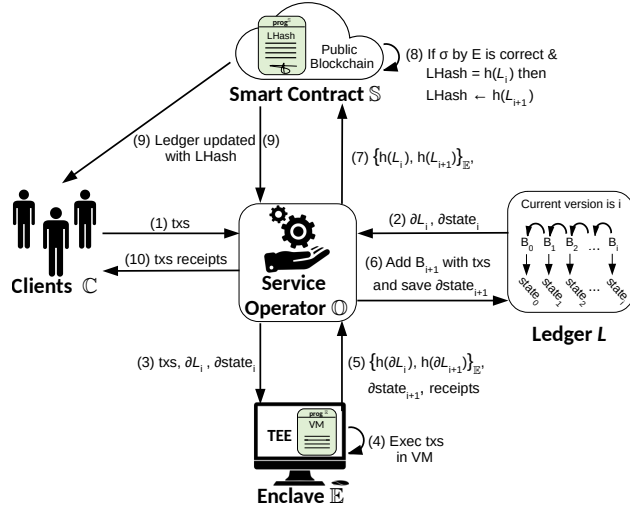 prog^𝕊
LHash
Public
Blockchain
Smart Contract 𝕊
(8) If σ by E is correct &
LHash = h(L_i) then
LHash ← h(L_{i+1})
(9) Ledger updated
with LHash
(9)
(7) {h(L_i), h(L_{i+1})}_𝔼,
(1) txs
(10) txs receipts
Clients ℂ
Service
Operator 𝕆
(2) ∂L_i , ∂state_i
(6) Add B_{i+1} with txs
and save ∂state_{i+1}
Current version is i
B_0 B_1 B_2 ... B_i
state_0 state_1 state_2 ... state_i
Ledger L
(3) txs, ∂L_i , ∂state_i
(5) {h(∂L_i), h(∂L_{i+1})}_𝔼,
∂state_{i+1}, receipts
TEE
prog^𝔼
VM
(4) Exec txs
in VM
Enclave 𝔼